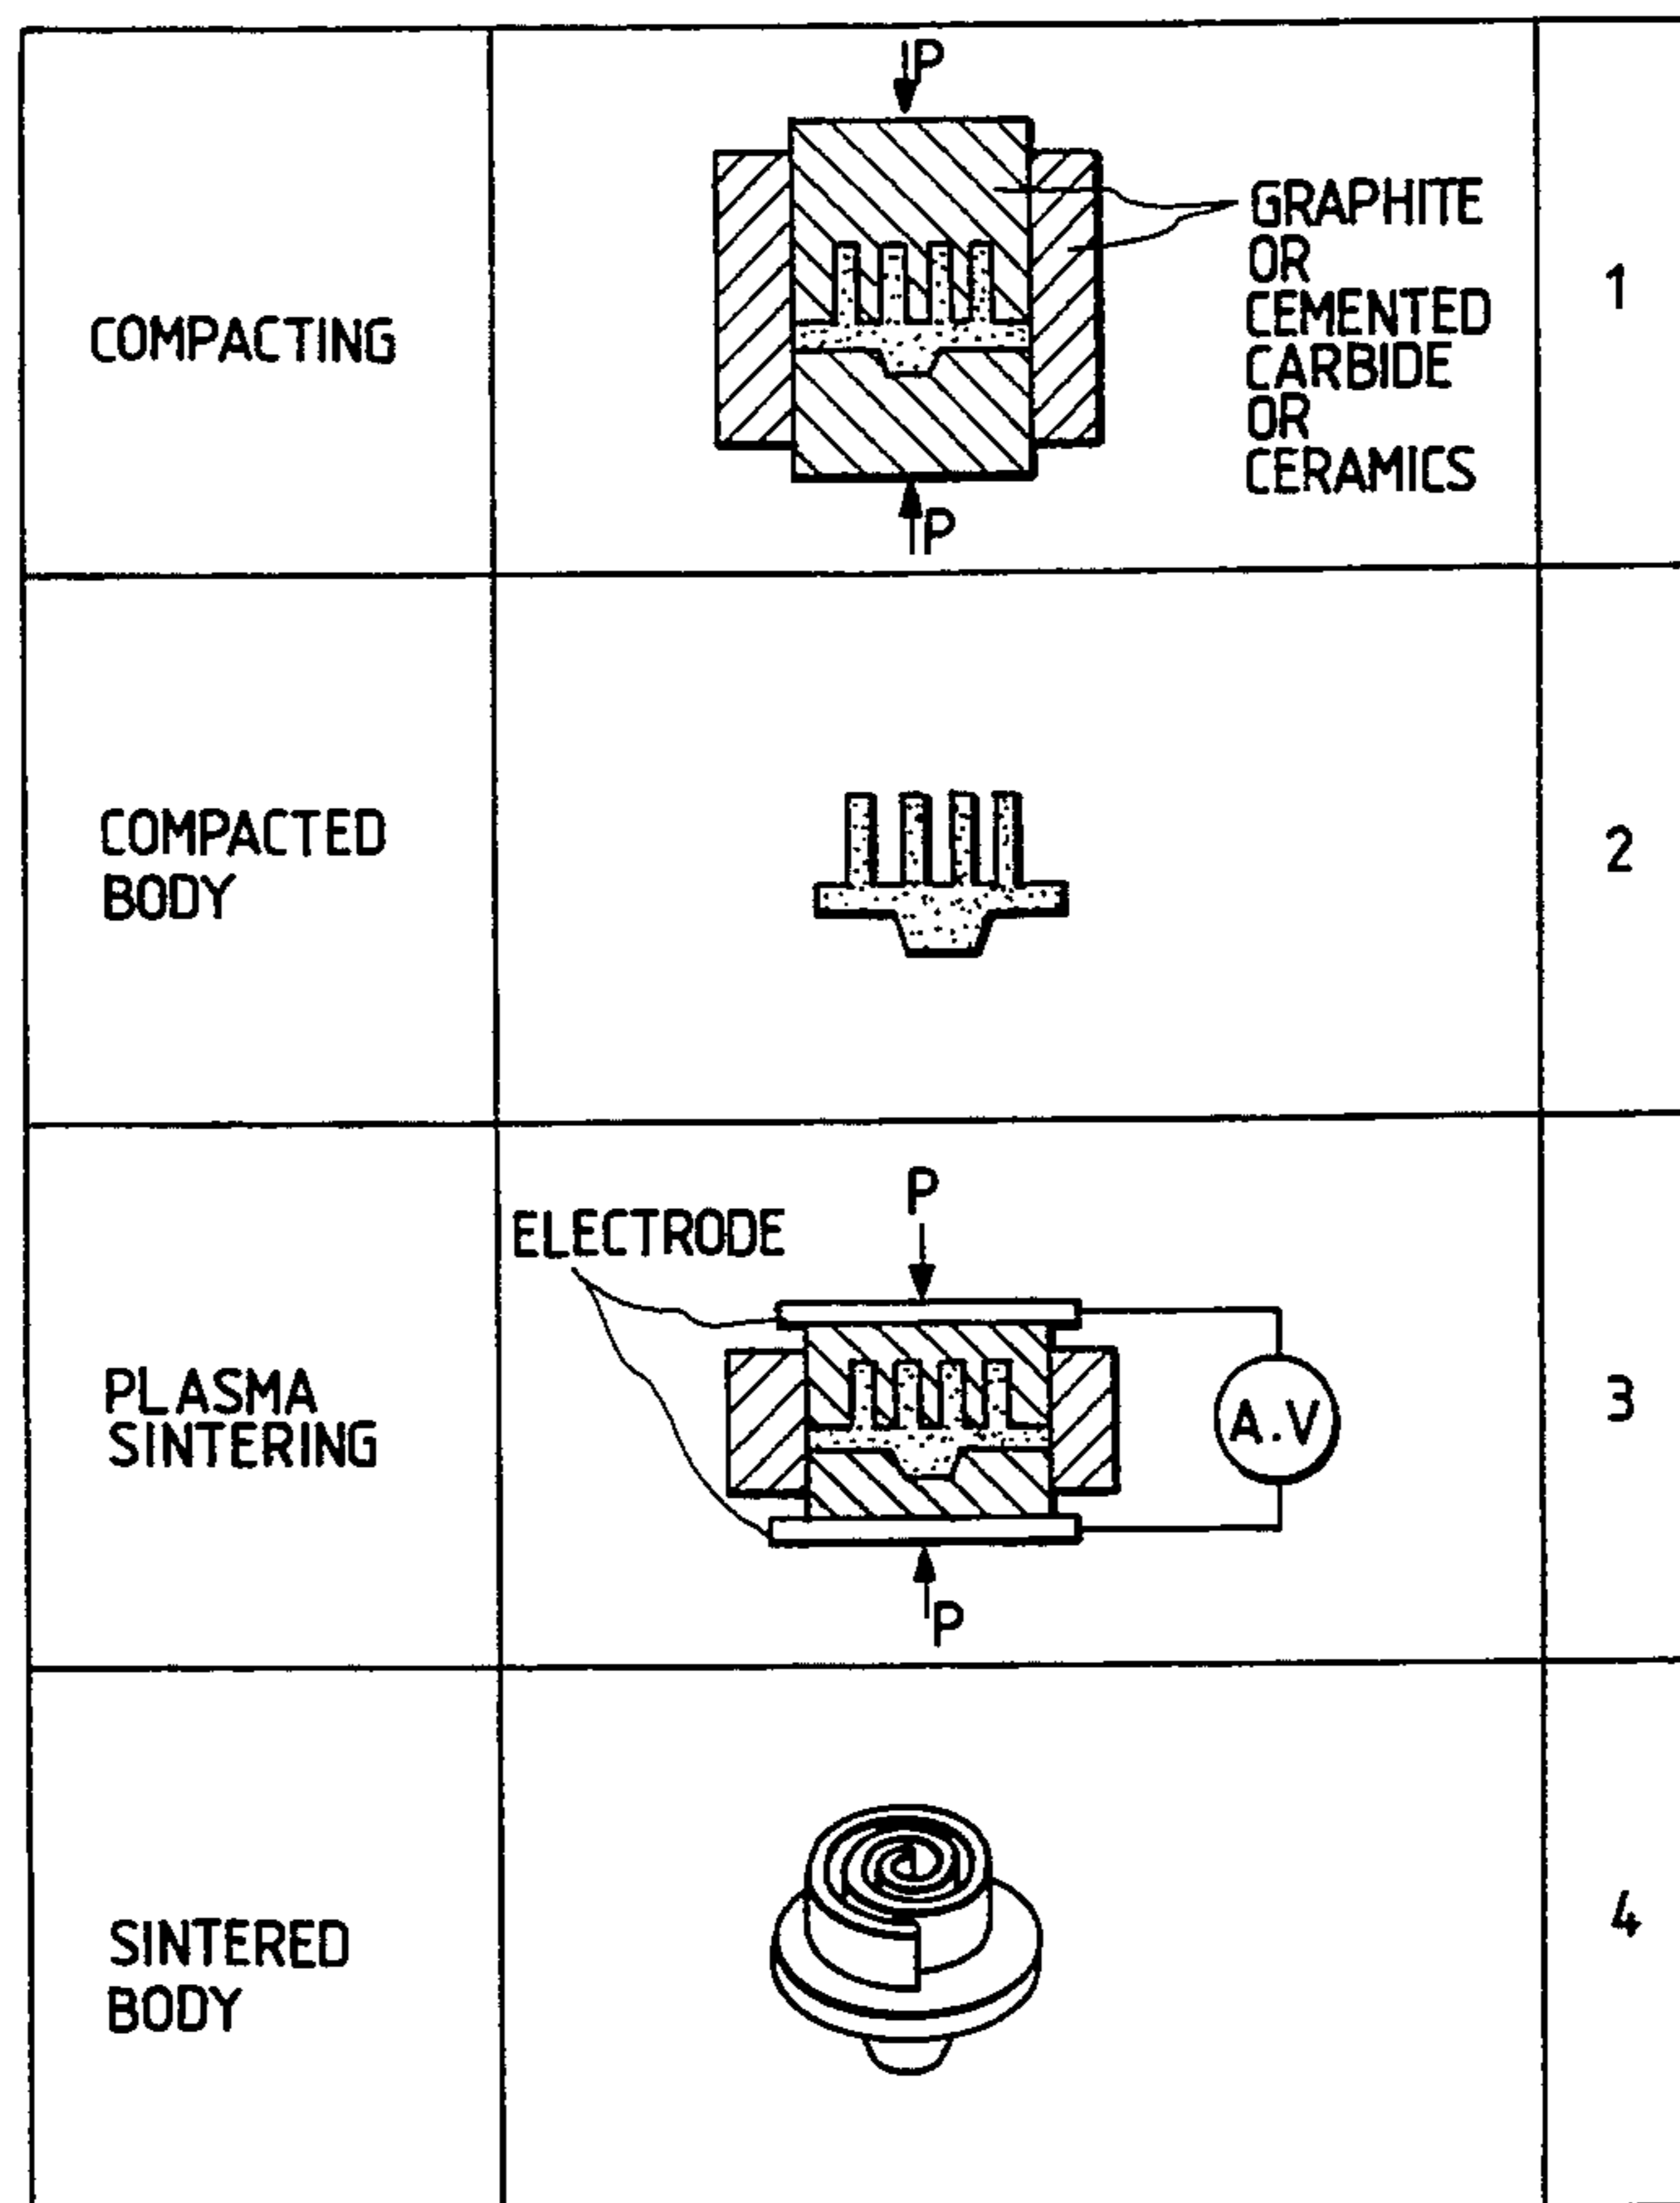 COMPACTING
P
GRAPHITE
OR
CEMENTED
CARBIDE
OR
CERAMICS
P
1
COMPACTED
BODY
2
PLASMA
SINTERING
ELECTRODE
P
A.V
P
3
SINTERED
BODY
4